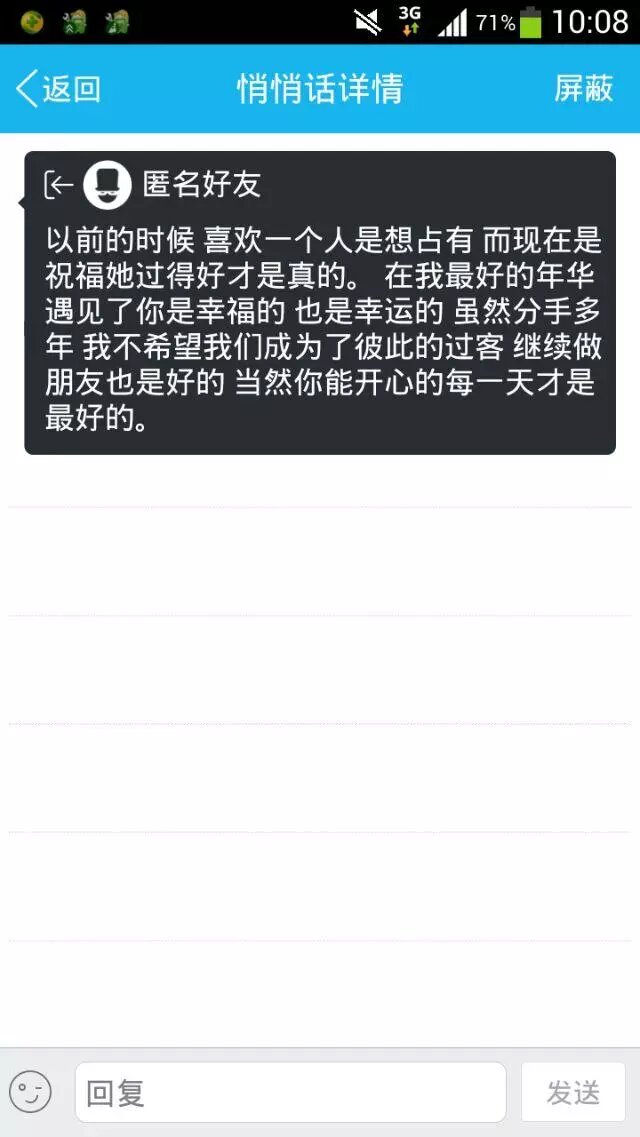 3G 71% 10:08
返回 悄悄话详情 屏蔽
匿名好友
以前的时候 喜欢一个人是想占有 而现在是
祝福她过得好才是真的。 在我最好的年华
遇见了你是幸福的 也是幸运的 虽然分手多
年 我不希望我们成为了彼此的过客 继续做
朋友也是好的 当然你能开心的每一天才是
最好的。
回复 发送